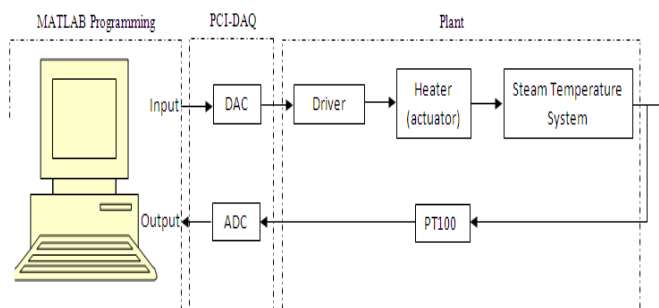 MATLAB Programming
PCI-DAQ
Plant
Input
DAC
Driver
Heater
(actuator)
Steam Temperature
System
Output
ADC
PT100